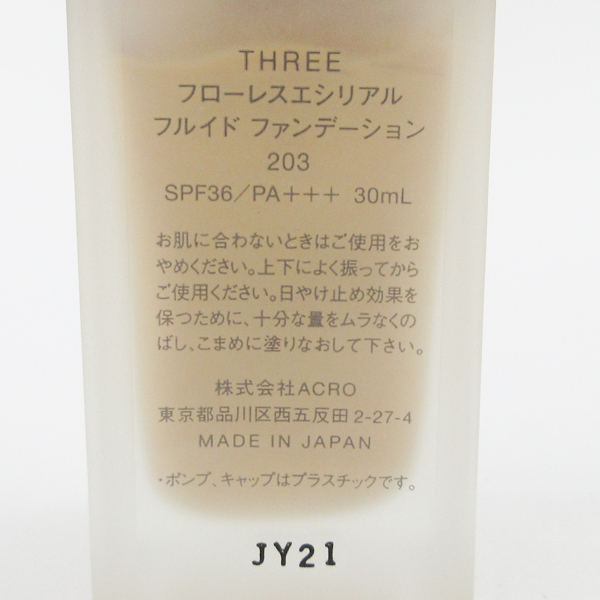 THREE
フローレスエシリアル
フルイド ファンデーション
203
SPF36／PA+++ 30mL
お肌に合わないときはご使用をお
やめください。上下によく振ってから
ご使用ください。日やけ止め効果を
保つために、十分な量をムラなくの
ばし、こまめに塗りなおして下さい。
株式会社ACRO
東京都品川区西五反田2-27-4
MADE IN JAPAN
・ポンプ、キャップはプラスチックです。
JY21